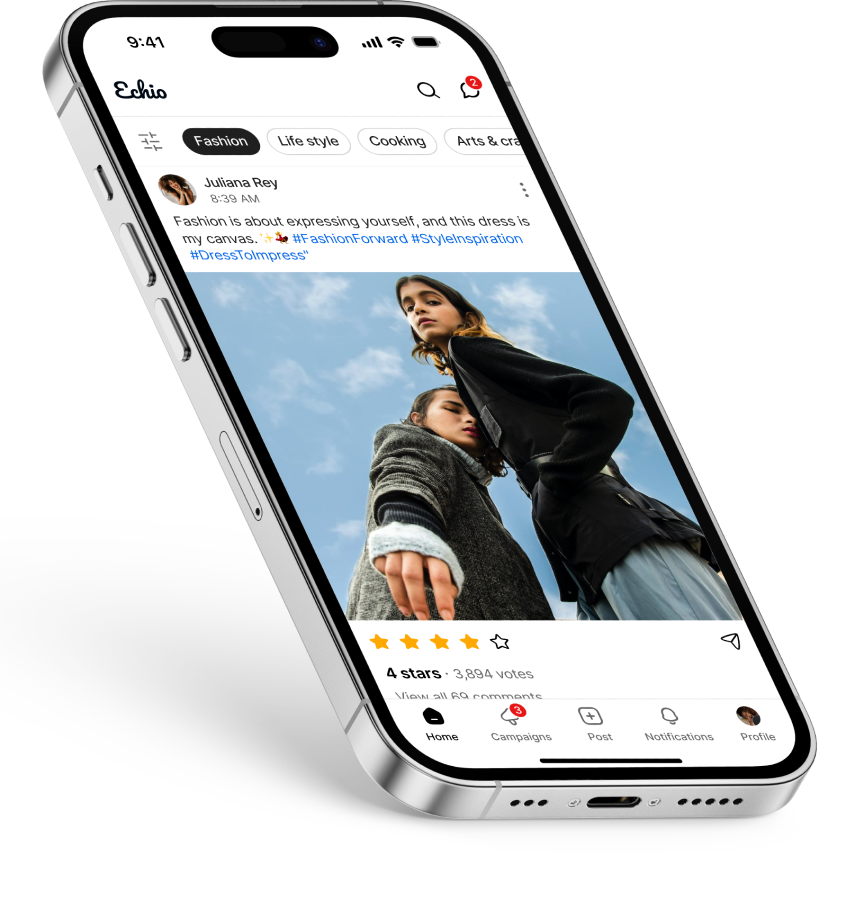 9:41
Echio
2
Fashion
Life style
Cooking
Arts & cra
Juliana Rey
8:39 AM
Fashion is about expressing yourself, and this dress is
my canvas. ✨💃 #FashionForward #StyleInspiration
#DressToImpress"
4 stars · 3,894 votes
View all 69 comments
3
Home
Campaigns
Post
Notifications
Profile